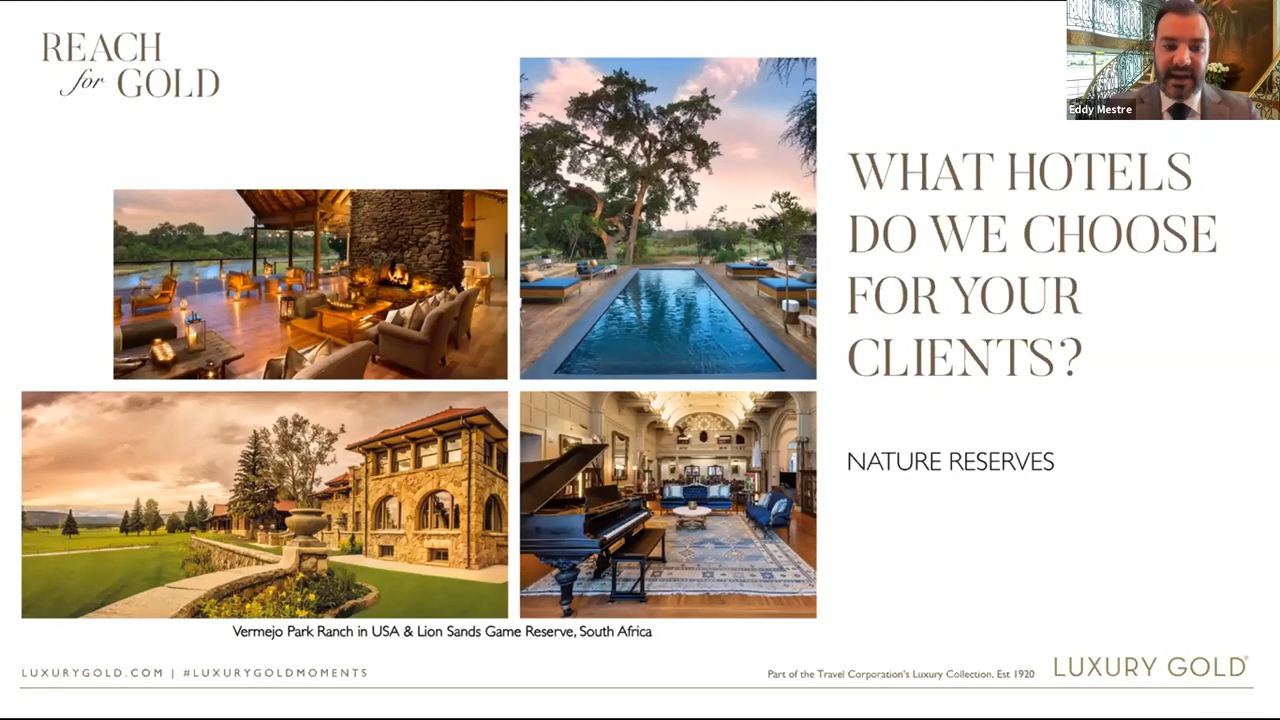 REACH
for GOLD
Eddy Mestre
WHAT HOTELS
DO WE CHOOSE
FOR YOUR
CLIENTS?
NATURE RESERVES
Vermejo Park Ranch in USA & Lion Sands Game Reserve, South Africa
LUXURYGOLD.COM | #LUXURYGOLDMOMENTS
Part of the Travel Corporation's Luxury Collection, Est 1920
LUXURY GOLD®